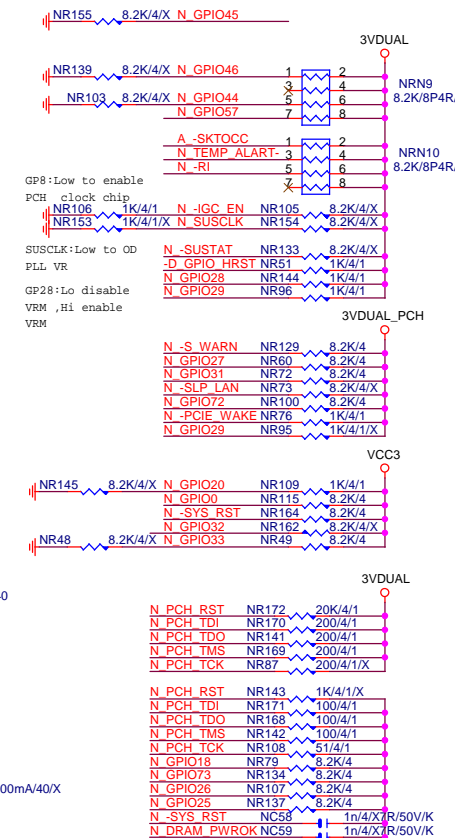 NR155 8.2K/4/X N_GPIO45
3VDUAL
NR139 8.2K/4/X N_GPIO46 1 2
3 4 NRN9
NR103 8.2K/4/X N_GPIO44 5 6 8.2K/8P4R/
N_GPIO57 7 8
A_-SKTOCC 1 2
N_TEMP_ALART- 3 4 NRN10
N_-RI 5 6 8.2K/8P4R/
7 8
GP8:Low to enable
PCH clock chip
NR106 1K/4/1 N_-IGC_EN NR105 8.2K/4/X
NR153 1K/4/1/X N_SUSCLK NR154 8.2K/4/X
SUSCLK:Low to OD
PLL VR
N_-SUSTAT NR133 8.2K/4/X
-D_GPIO_HRST NR51 1K/4/1
N_GPIO28 NR144 1K/4/1
N_GPIO29 NR96 1K/4/1
GP28:Lo disable
VRM ,Hi enable
VRM
3VDUAL_PCH
N_-S_WARN NR129 8.2K/4
N_GPIO27 NR60 8.2K/4
N_GPIO31 NR72 8.2K/4
N_-SLP_LAN NR73 8.2K/4/X
N_GPIO72 NR100 8.2K/4
N_-PCIE_WAKE NR76 1K/4/1
N_GPIO29 NR95 1K/4/1/X
VCC3
NR145 8.2K/4/X N_GPIO20 NR109 1K/4/1
N_GPIO0 NR115 8.2K/4
N_-SYS_RST NR164 8.2K/4
N_GPIO32 NR162 8.2K/4/X
NR48 8.2K/4/X N_GPIO33 NR49 8.2K/4
3VDUAL
0
N_PCH_RST NR172 20K/4/1
N_PCH_TDI NR170 200/4/1
N_PCH_TDO NR141 200/4/1
N_PCH_TMS NR169 200/4/1
N_PCH_TCK NR87 200/4/1/X
N_PCH_RST NR143 1K/4/1/X
N_PCH_TDI NR171 100/4/1
N_PCH_TDO NR168 100/4/1
N_PCH_TMS NR142 100/4/1
N_PCH_TCK NR108 51/4/1
N_GPIO18 NR79 8.2K/4
N_GPIO73 NR134 8.2K/4
00mA/40/X
N_GPIO26 NR107 8.2K/4
N_GPIO25 NR137 8.2K/4
N_-SYS_RST NC58 1n/4/X7R/50V/K
N_DRAM_PWROK NC59 1n/4/X7R/50V/K